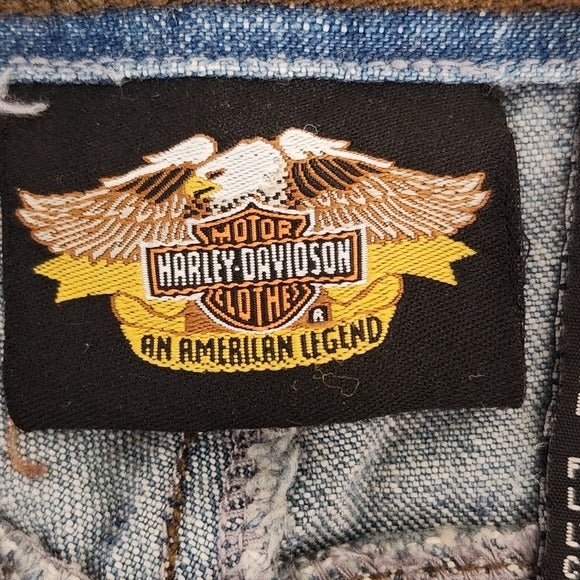 MOTOR
HARLEY-DAVIDSON
CLOTHES
®
AN AMERICAN LEGEND